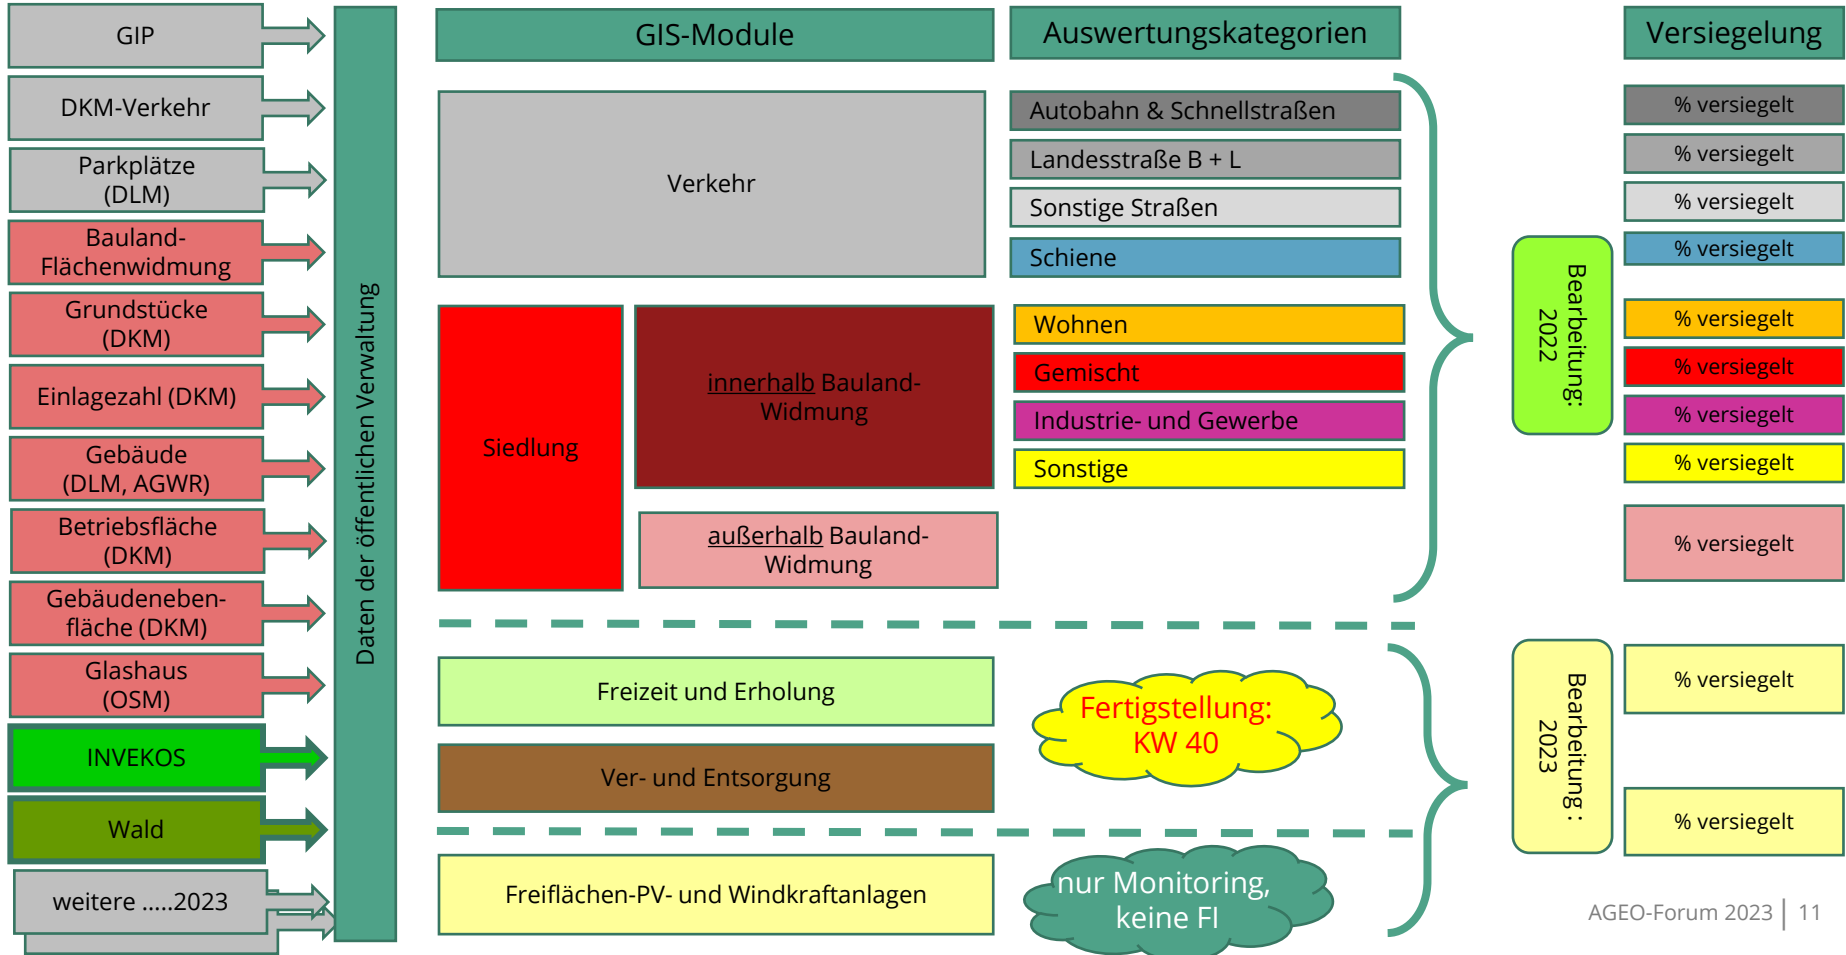 GIP
DKM-Verkehr
Parkplätze
(DLM)
Bauland-
Flächenwidmung
Grundstücke
(DKM)
Einlagezahl (DKM)
Gebäude
(DLM, AGWR)
Betriebsfläche
(DKM)
Gebäudeneben-
fläche (DKM)
Glashaus
(OSM)
INVEKOS
Wald
weitere .....2023
Daten der öffentlichen Verwaltung
GIS-Module
Verkehr
Siedlung
innerhalb Bauland-
Widmung
außerhalb Bauland-
Widmung
Freizeit und Erholung
Ver- und Entsorgung
Freiflächen-PV- und Windkraftanlagen
Auswertungskategorien
Autobahn & Schnellstraßen
Landesstraße B + L
Sonstige Straßen
Schiene
Wohnen
Gemischt
Industrie- und Gewerbe
Sonstige
Fertigstellung:
KW 40
nur Monitoring,
keine FI
Bearbeitung:
2022
Bearbeitung :
2023
Versiegelung
% versiegelt
% versiegelt
% versiegelt
% versiegelt
% versiegelt
% versiegelt
% versiegelt
% versiegelt
% versiegelt
% versiegelt
% versiegelt
AGEO-Forum 2023 | 11